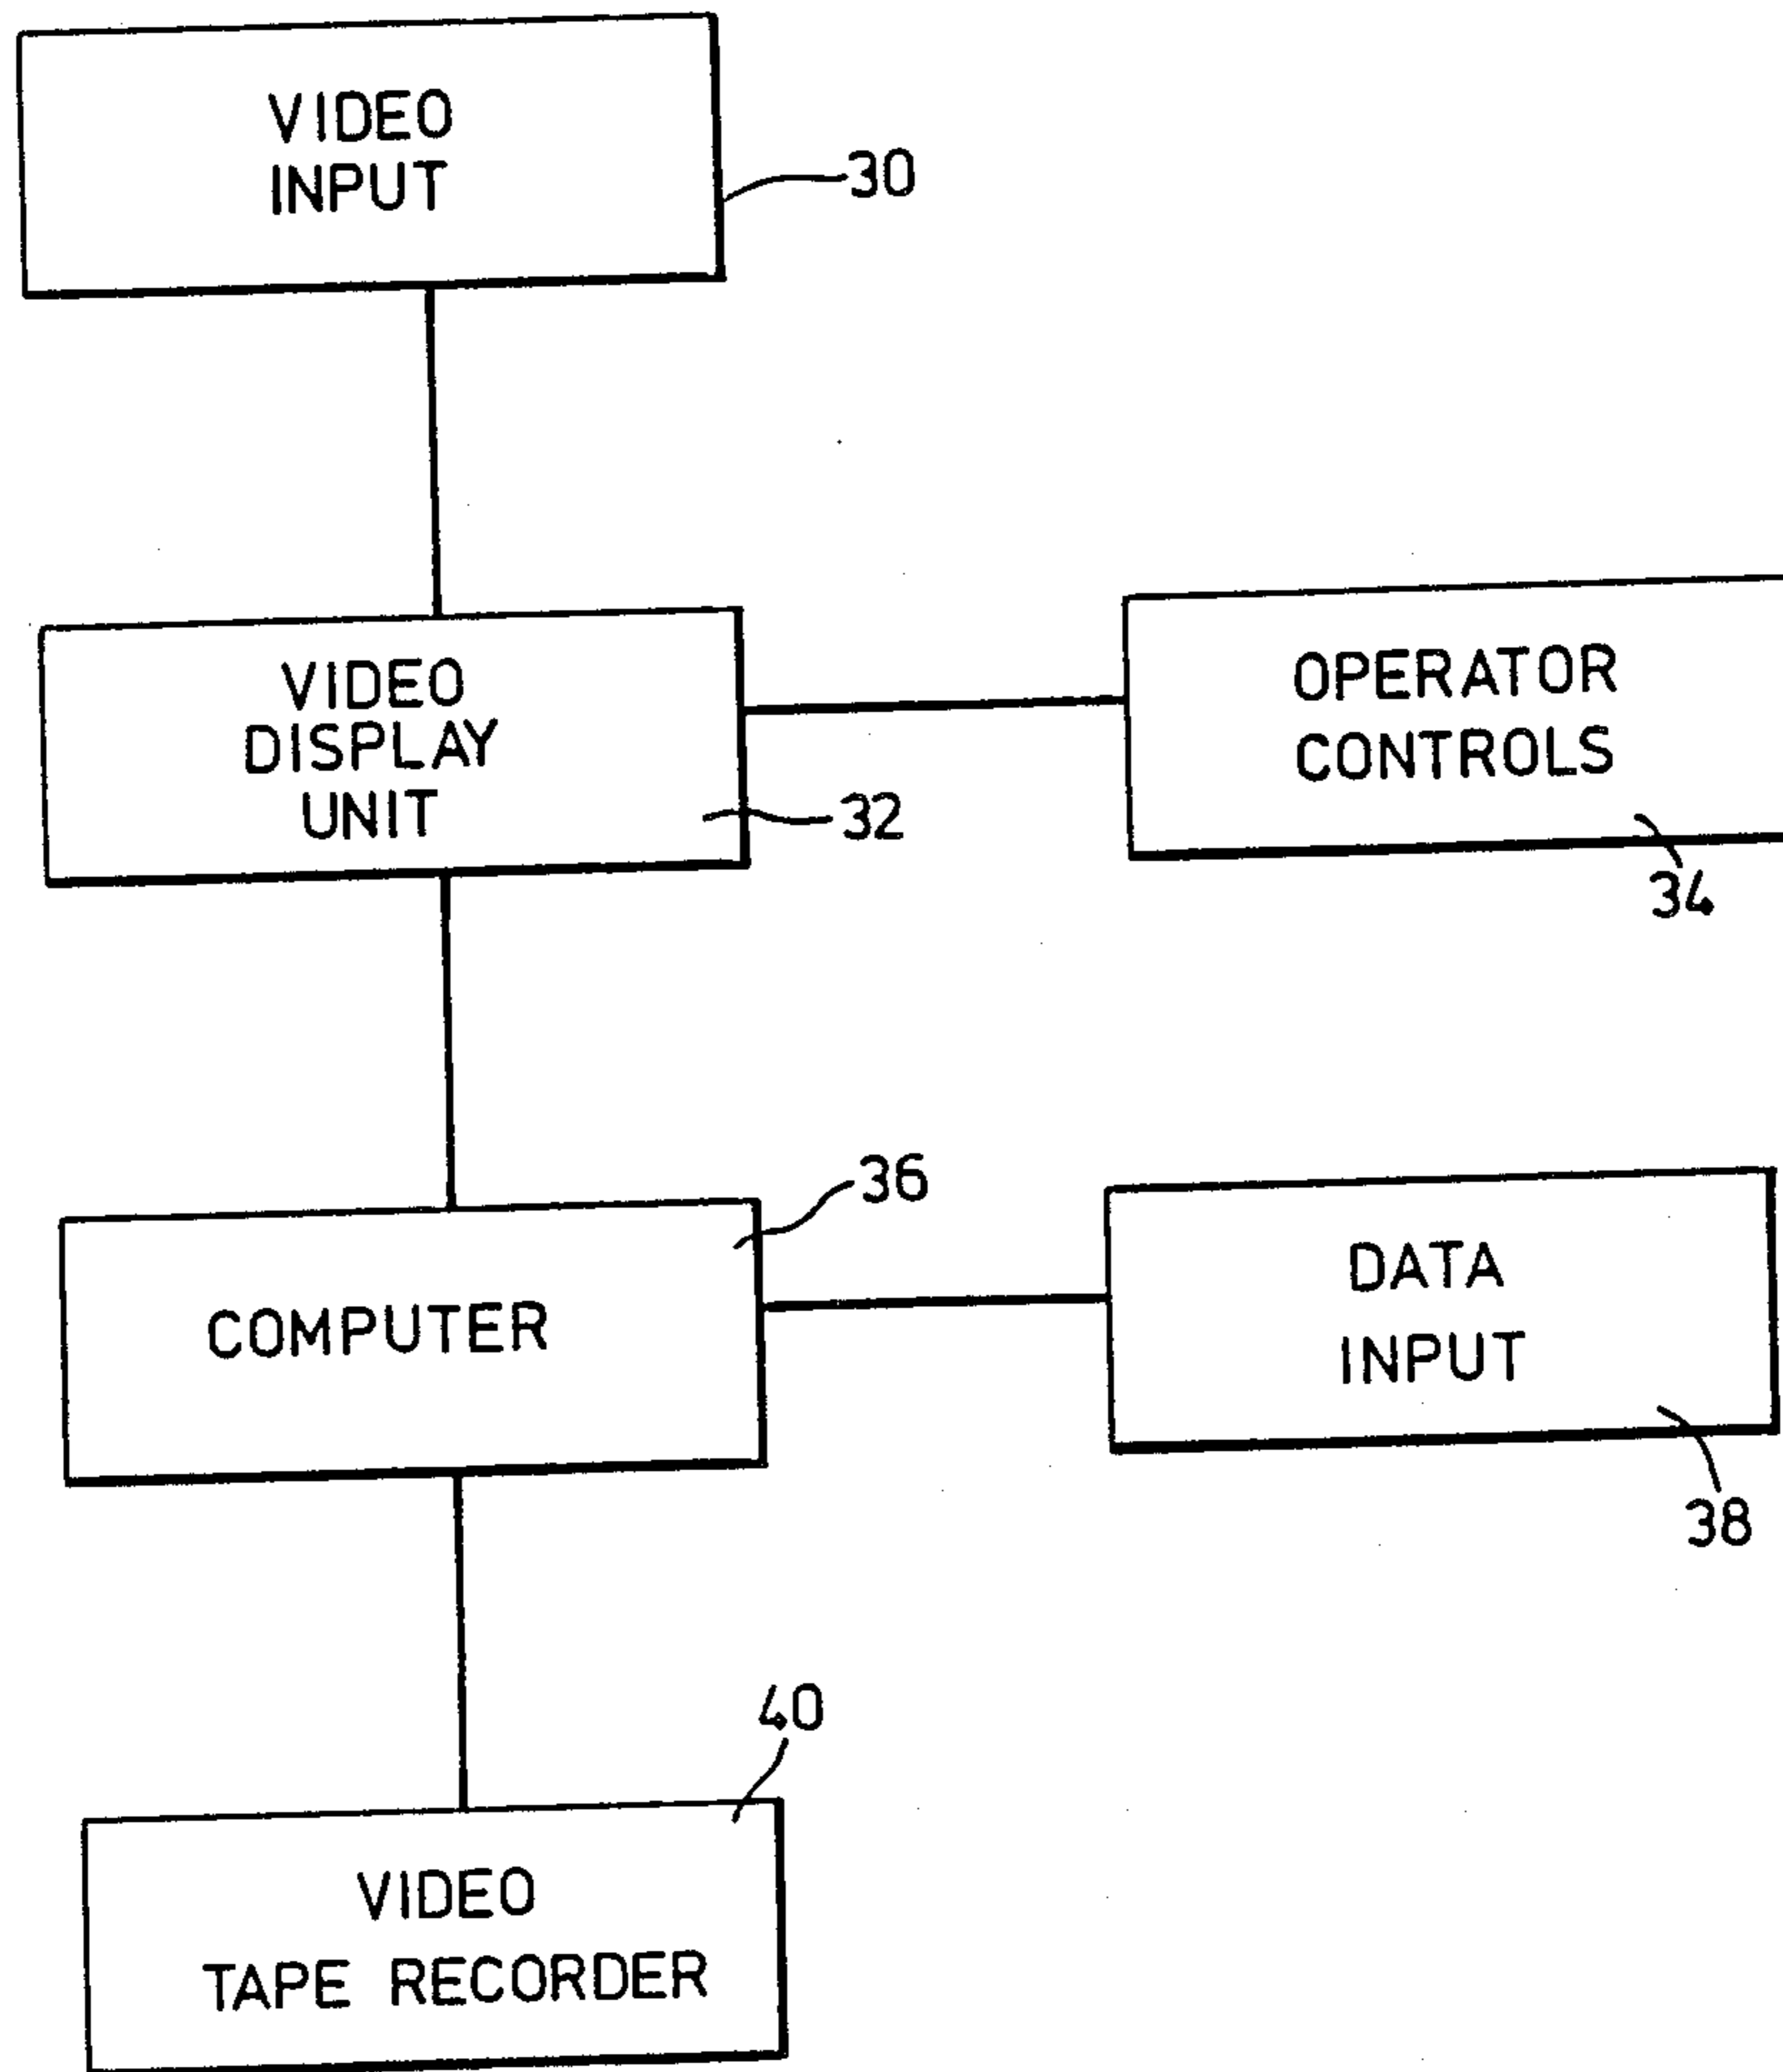 VIDEO
INPUT
30
VIDEO
DISPLAY
UNIT
32
OPERATOR
CONTROLS
34
36
COMPUTER
DATA
INPUT
38
40
VIDEO
TAPE RECORDER